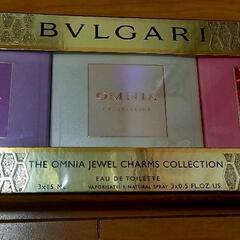 BVLGARI
OMNIA
THE OMNIA JEWEL CHARMS COLLECTION
EAU DE TOILETTE
3x15 ML VAPORISATEUR NATURAL SPRAY 3x0.5 FL.OZ. US.